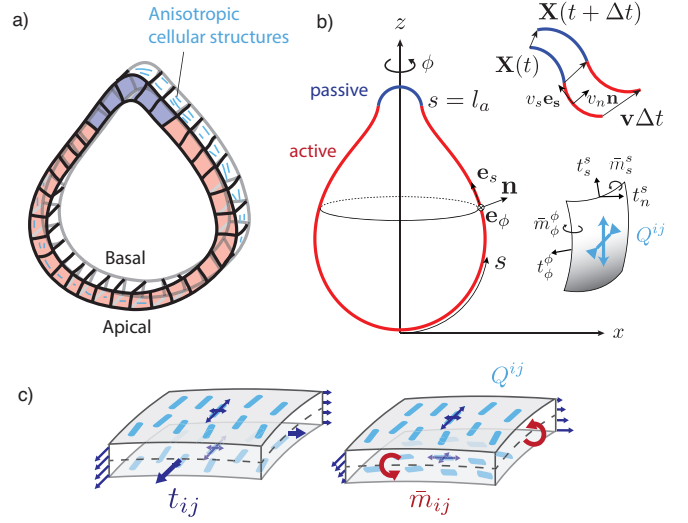 a)
Anisotropic
cellular structures
Basal
Apical
b)
z
ϕ
passive
s = l_a
active
e_s
n
e_ϕ
s
x
X(t + Δt)
X(t)
v_s e_s
v_n n
vΔt
m̄_s^s
t_s^s
t_n^s
m̄_ϕ^ϕ
Q^{ij}
t_ϕ^ϕ
c)
Q^{ij}
t_{ij}
m̄_{ij}